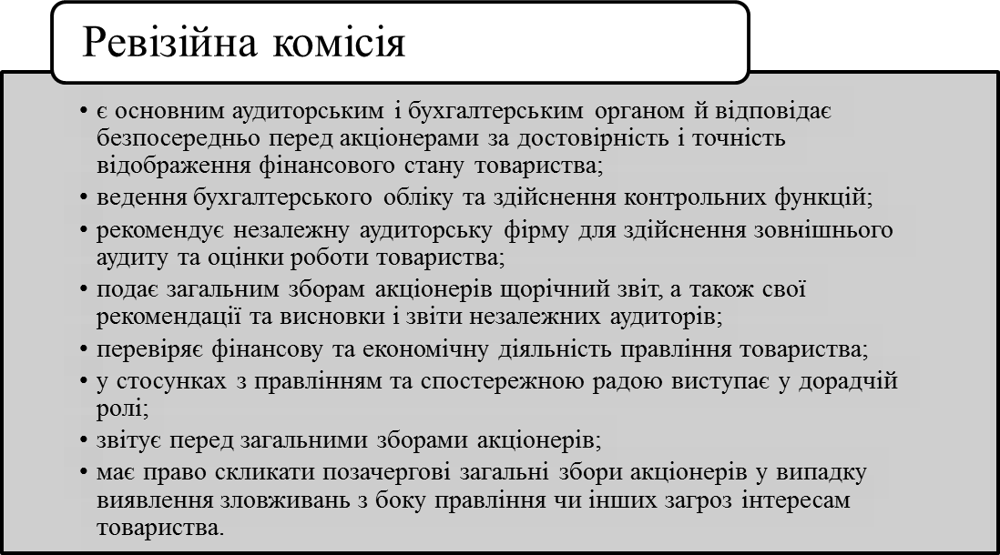 Ревізійна комісія
• є основним аудиторським і бухгалтерським органом й відповідає
безпосередньо перед акціонерами за достовірність і точність
відображення фінансового стану товариства;
• ведення бухгалтерського обліку та здійснення контрольних функцій;
• рекомендує незалежну аудиторську фірму для здійснення зовнішнього
аудиту та оцінки роботи товариства;
• подає загальним зборам акціонерів щорічний звіт, а також свої
рекомендації та висновки і звіти незалежних аудиторів;
• перевіряє фінансову та економічну діяльність правління товариства;
• у стосунках з правлінням та спостережною радою виступає у дорадчій
ролі;
• звітує перед загальними зборами акціонерів;
• має право скликати позачергові загальні збори акціонерів у випадку
виявлення зловживань з боку правління чи інших загроз інтересам
товариства.